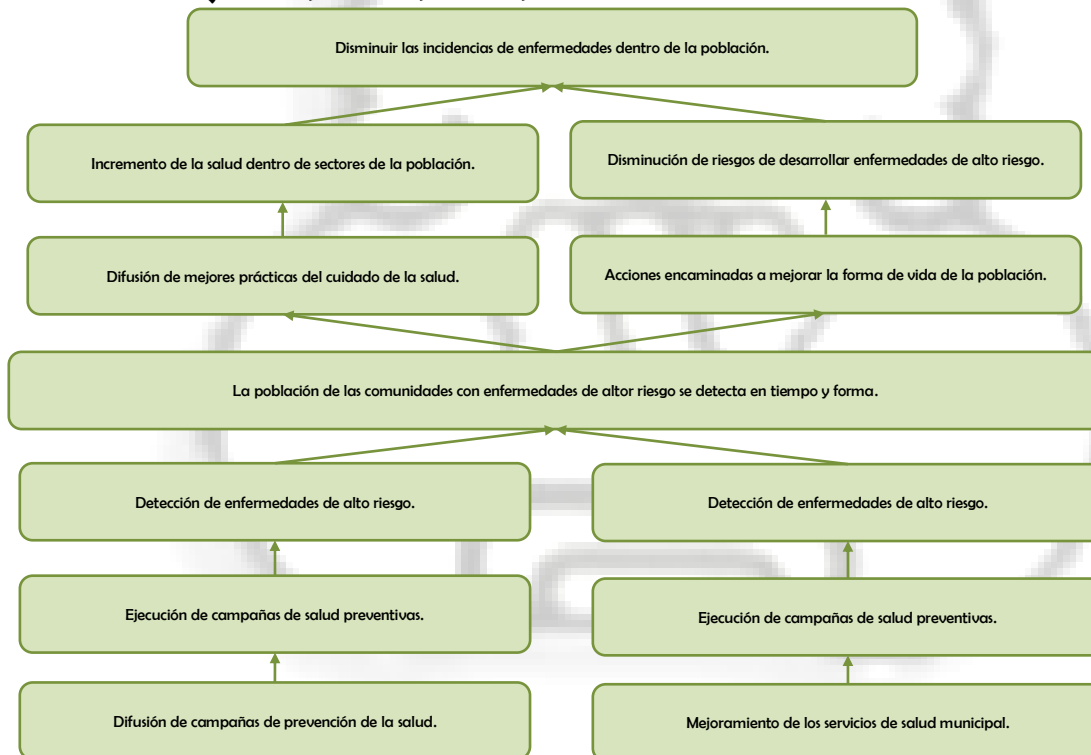 Disminuir las incidencias de enfermedades dentro de la población.
Incremento de la salud dentro de sectores de la población.
Disminución de riesgos de desarrollar enfermedades de alto riesgo.
Difusión de mejores prácticas del cuidado de la salud.
Acciones encaminadas a mejorar la forma de vida de la población.
La población de las comunidades con enfermedades de altor riesgo se detecta en tiempo y forma.
Detección de enfermedades de alto riesgo.
Detección de enfermedades de alto riesgo.
Ejecución de campañas de salud preventivas.
Ejecución de campañas de salud preventivas.
Difusión de campañas de prevención de la salud.
Mejoramiento de los servicios de salud municipal.